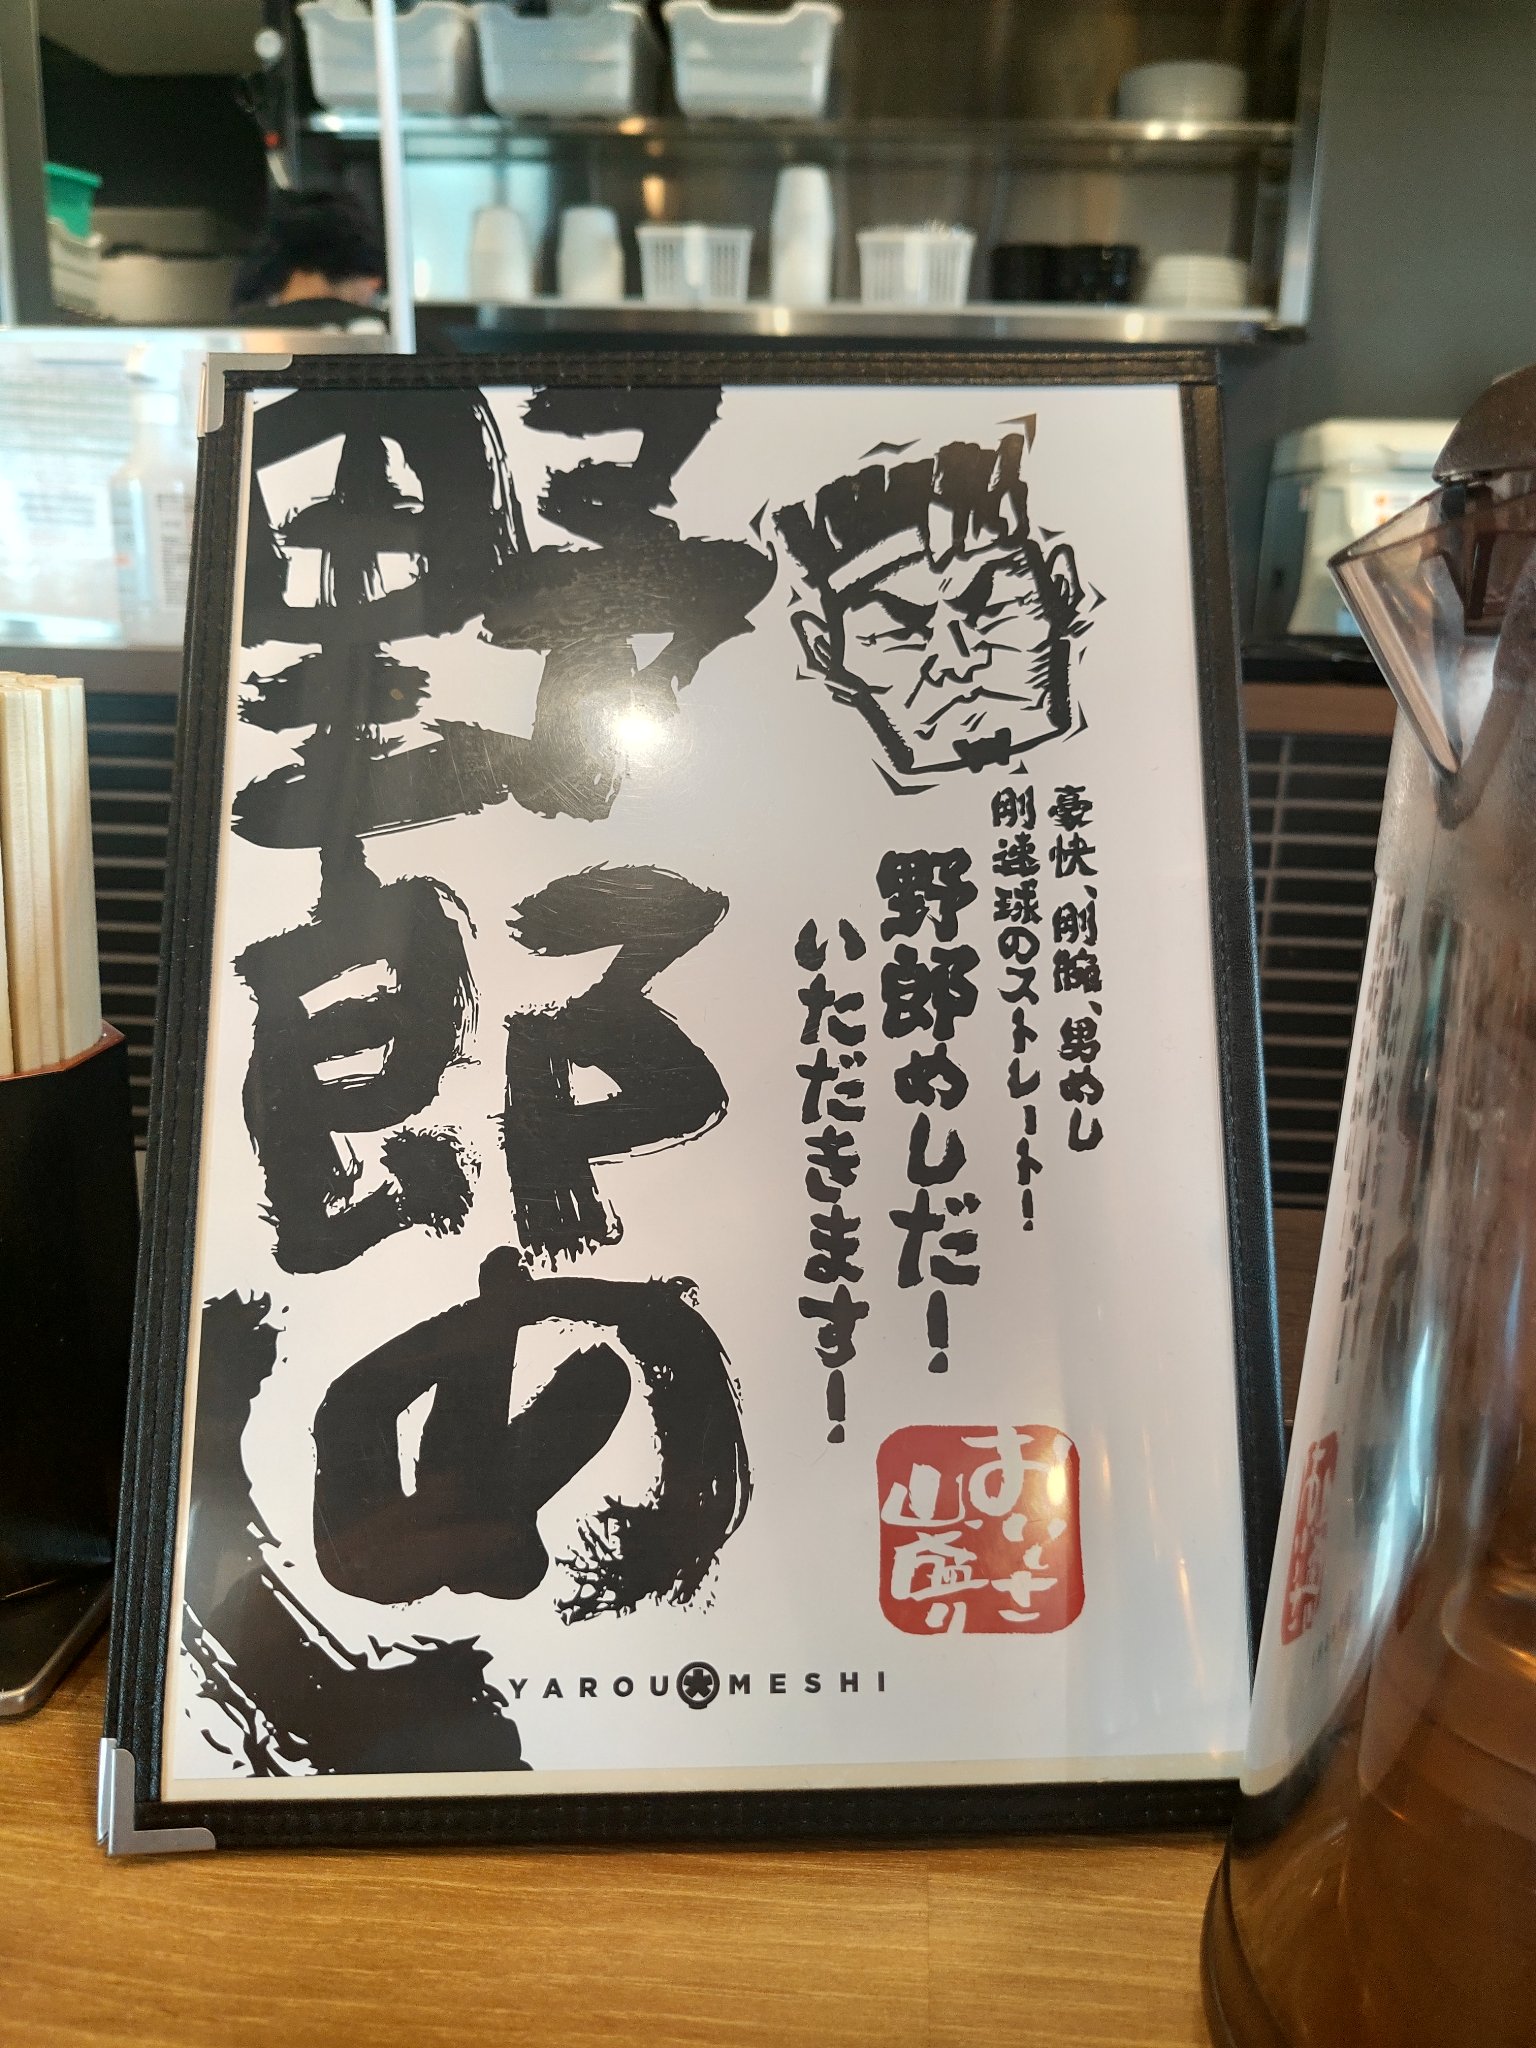 豪快、剛腕、男めし
剛速球のストレート！
野郎めしだ！
いただきます！
野郎め
おいしさ
山盛り
YAROU MESHI